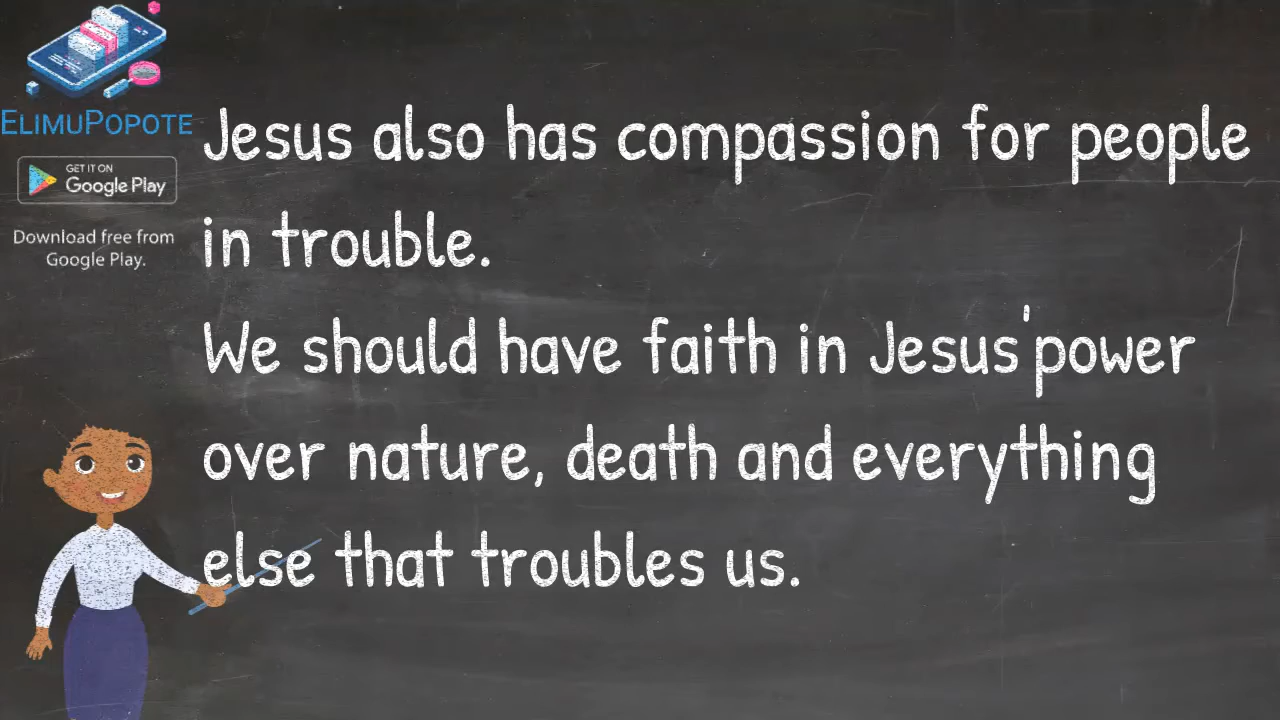 ELIMUPOPOTE
GET IT ON
Google Play
Download free from
Google Play.
Jesus also has compassion for people
in trouble.
We should have faith in Jesus' power
over nature, death and everything
else that troubles us.